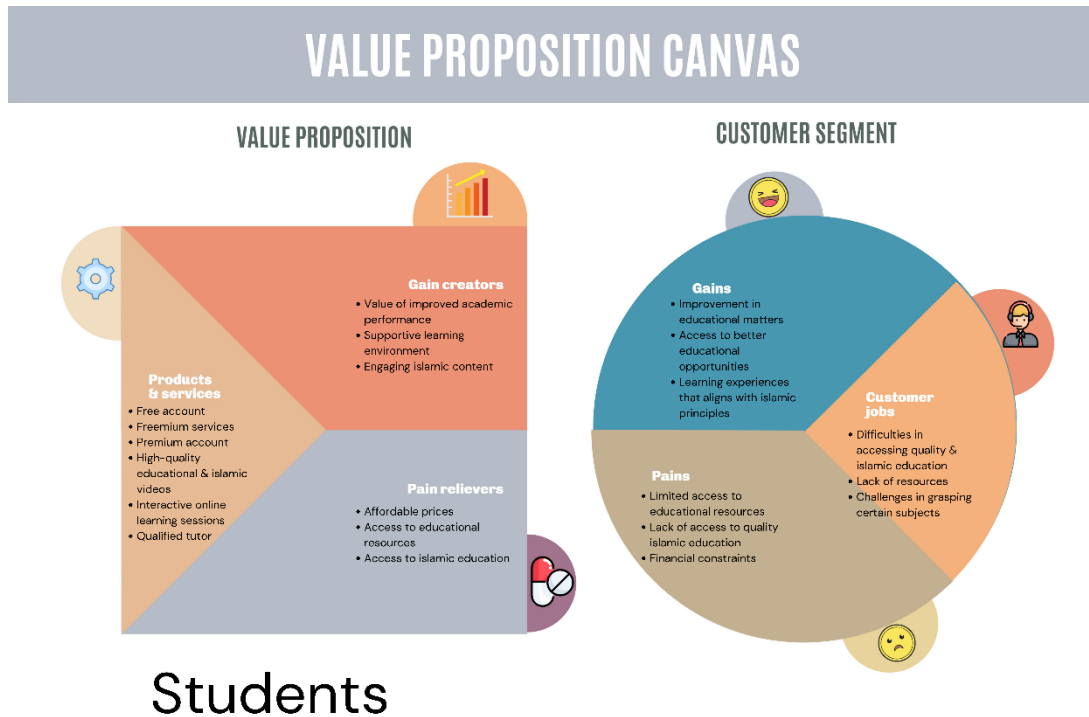 VALUE PROPOSITION CANVAS
VALUE PROPOSITION
Gain creators
• Value of improved academic
performance
• Supportive learning
environment
• Engaging islamic content
Products
& services
• Free account
• Freemium services
• Premium account
• High-quality
educational & islamic
videos
• Interactive online
learning sessions
• Qualified tutor
Pain relievers
• Affordable prices
• Access to educational
resources
• Access to islamic education
CUSTOMER SEGMENT
Gains
• Improvement in
educational matters
• Access to better
educational
opportunities
• Learning experiences
that aligns with islamic
principles
Customer
jobs
• Difficulties in
accessing quality &
islamic education
• Lack of resources
• Challenges in grasping
certain subjects
Pains
• Limited access to
educational resources
• Lack of access to quality
islamic education
• Financial constraints
Students